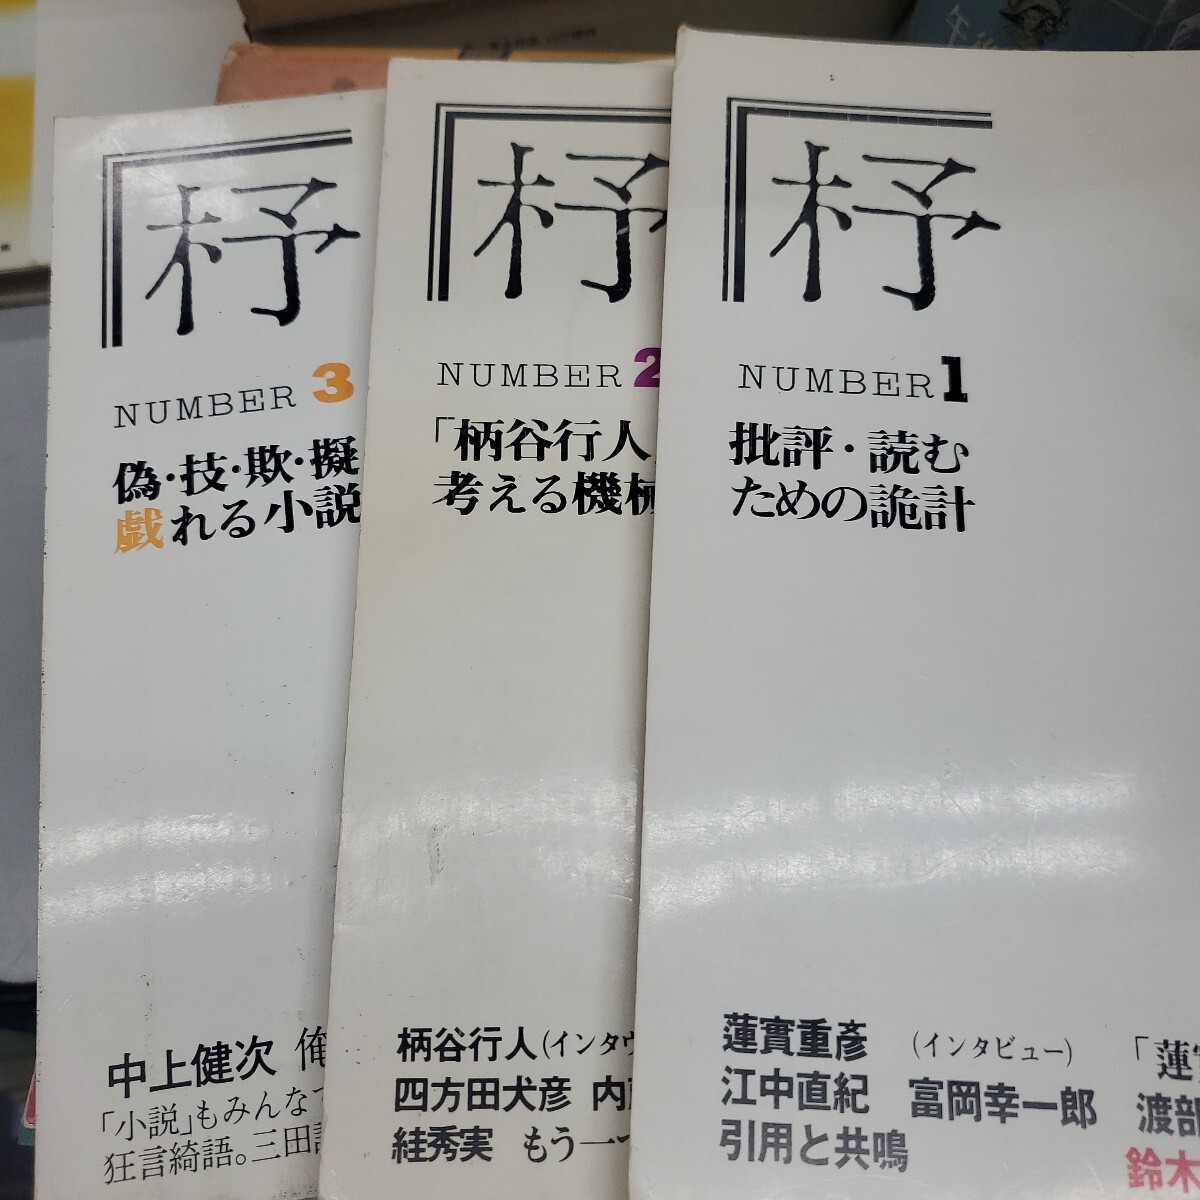 杼
NUMBER 3
偽・技・欺・擬
戯れる小説
中上健次 俺
「小説」もみんな
狂言綺語。三田
杼
NUMBER 2
「柄谷行人
考える機械
柄谷行人(インタ
四方田犬彦 内
絓秀実 もう一
杼
NUMBER 1
批評・読む
ための詭計
蓮實重彥 (インタビュー)
江中直紀 富岡幸一郎
引用と共鳴
「蓮
渡部
鈴木
午後